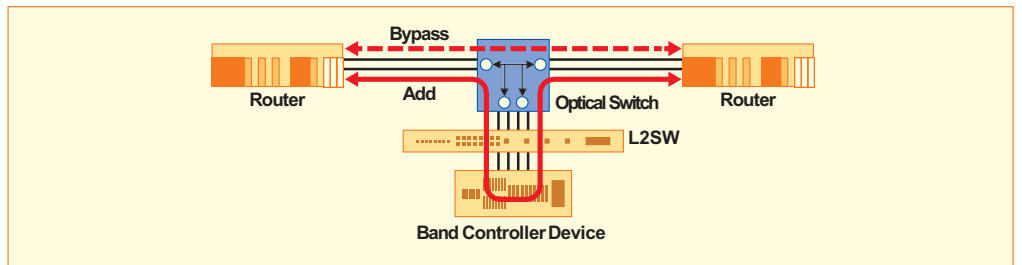 Bypass
Router
Add
Optical Switch
Router
L2SW
Band Controller Device